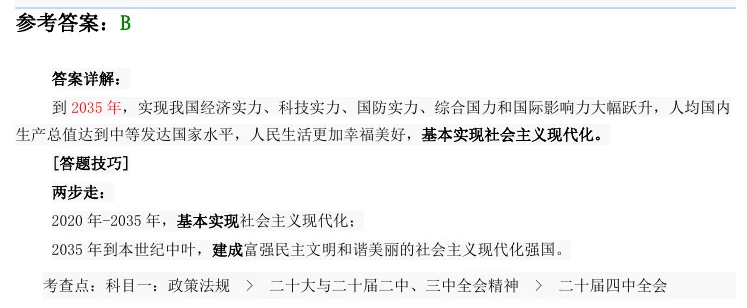 参考答案：B
答案详解：
到 2035 年，实现我国经济实力、科技实力、国防实力、综合国力和国际影响力大幅跃升，人均国内
生产总值达到中等发达国家水平，人民生活更加幸福美好，基本实现社会主义现代化。
[答题技巧]
两步走：
2020 年-2035 年，基本实现社会主义现代化；
2035 年到本世纪中叶，建成富强民主文明和谐美丽的社会主义现代化强国。
考查点：科目一：政策法规 > 二十大与二十届二中、三中全会精神 > 二十届四中全会